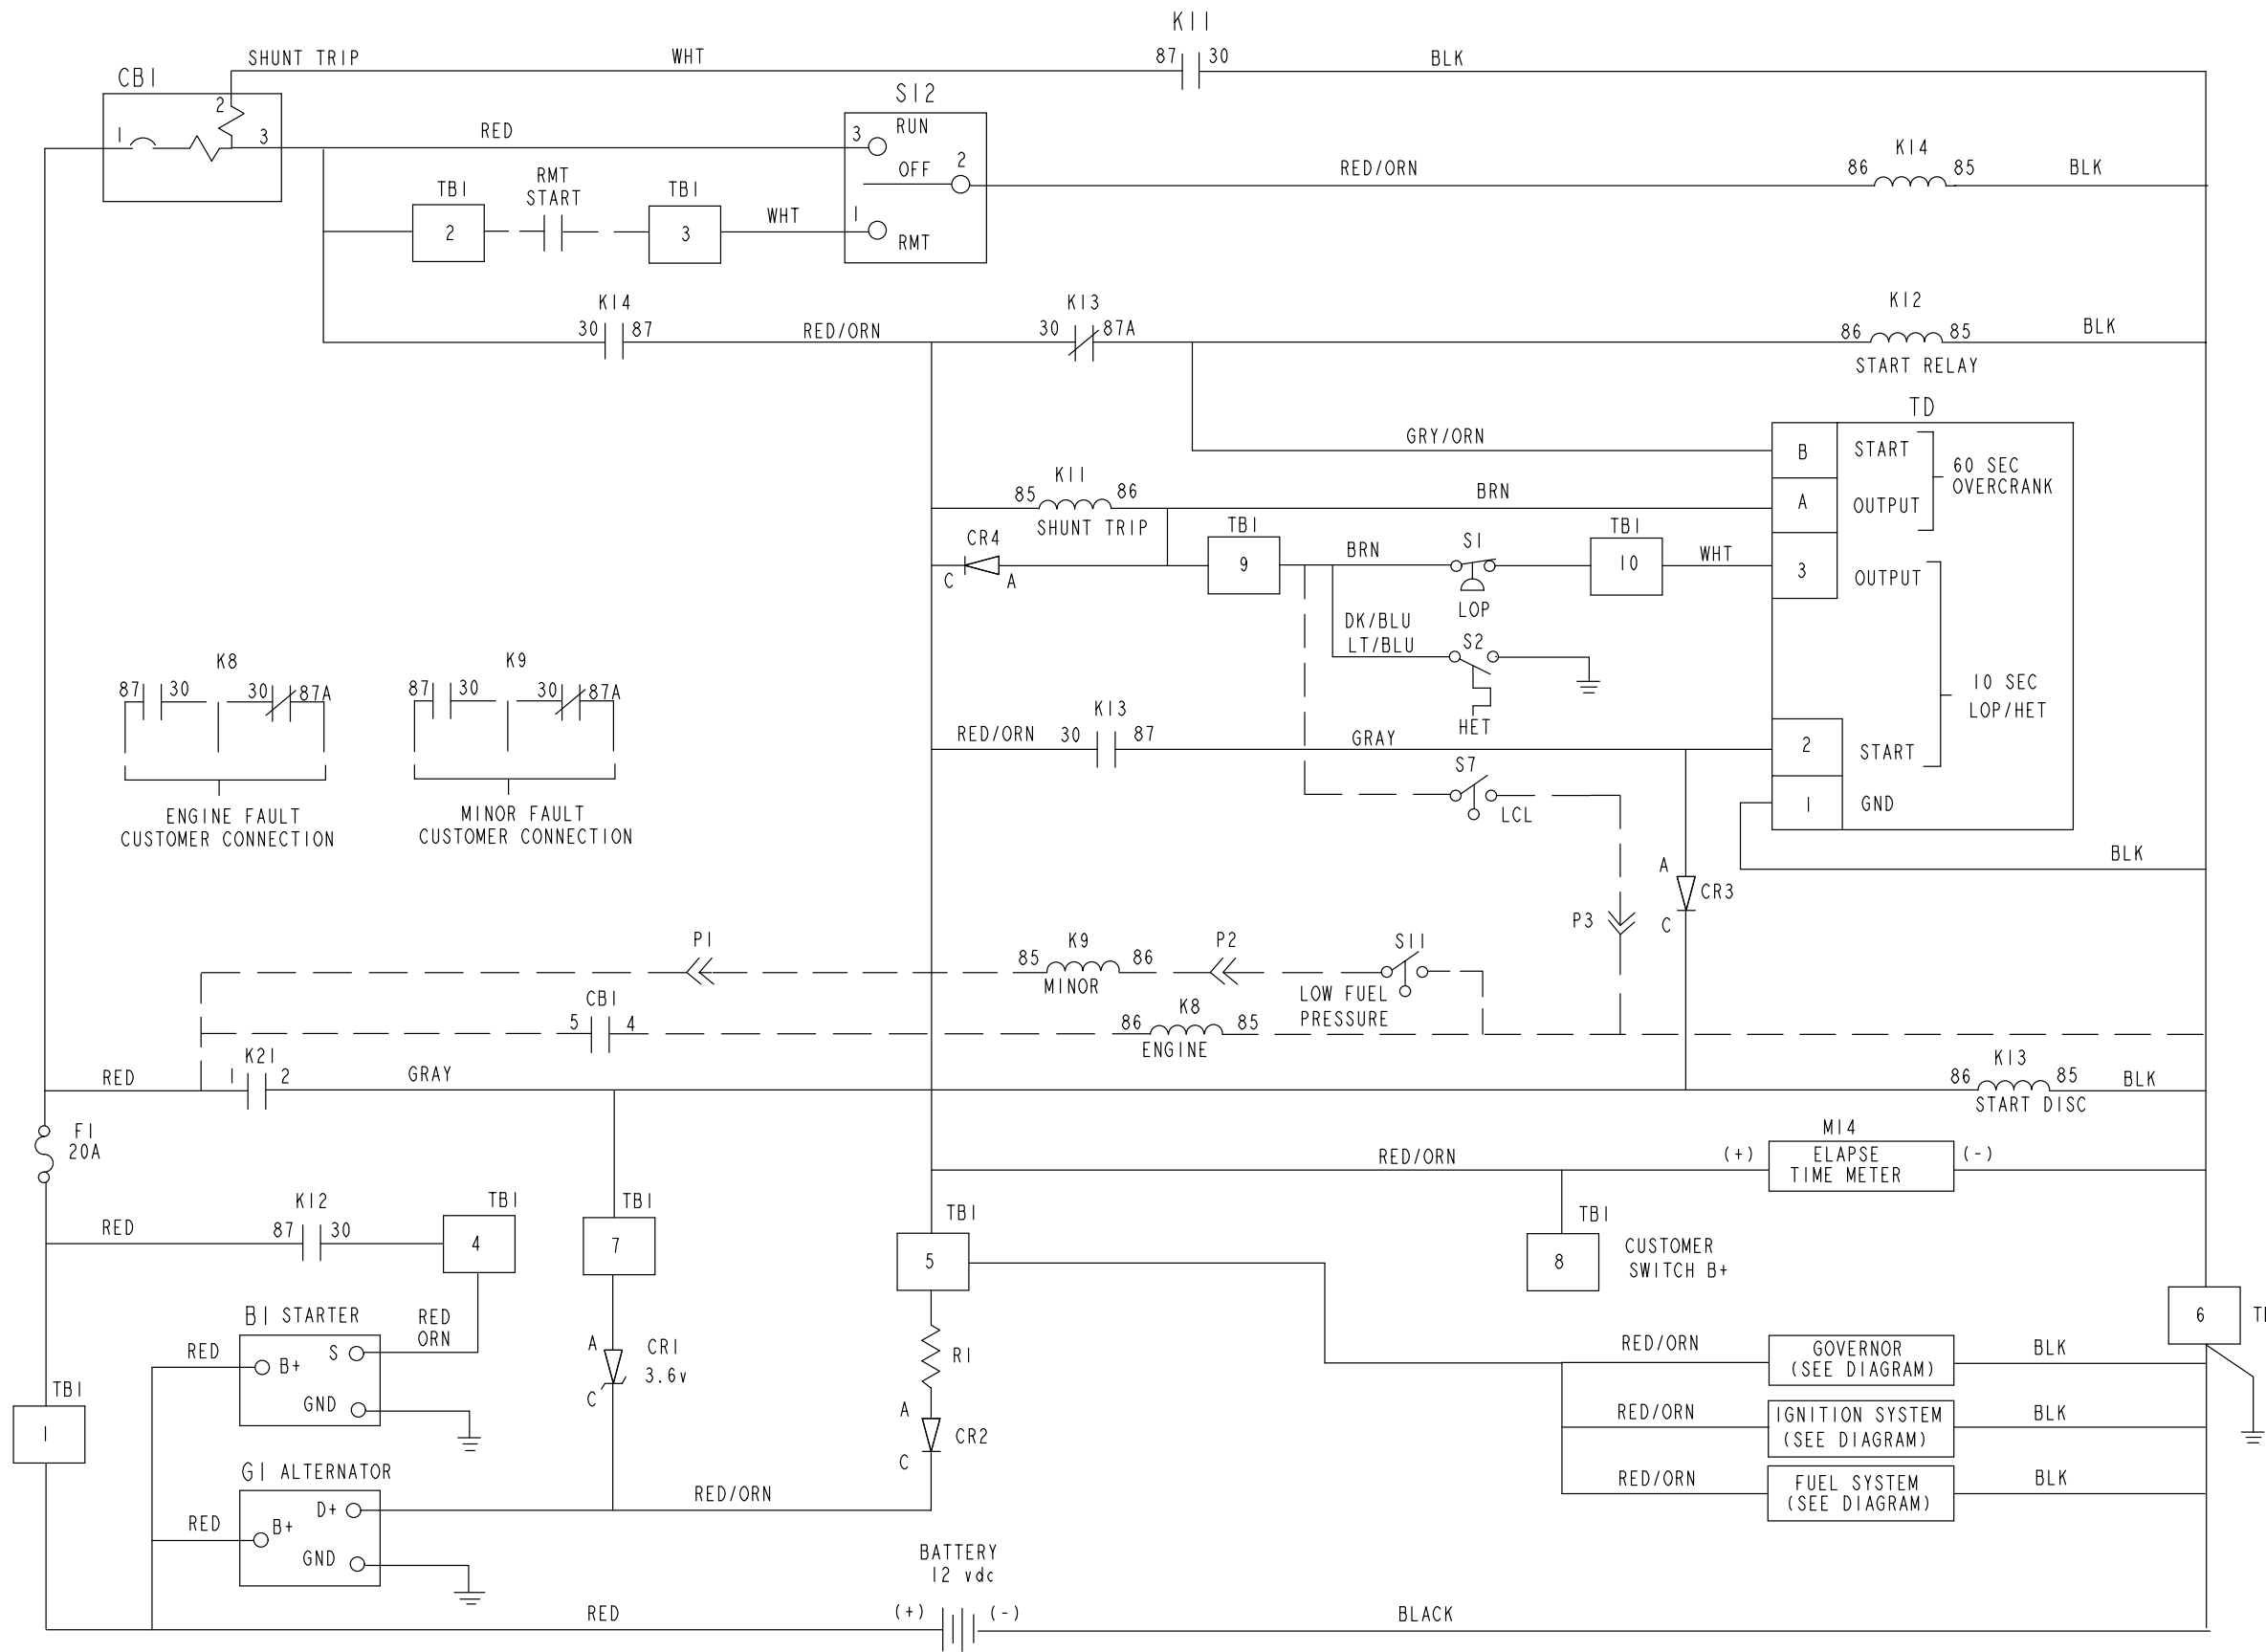 K11
SHUNT TRIP
WHT
87
30
BLK
CB1
2
1
3
RED
S12
3
RUN
OFF
2
1
RMT
RED/ORN
K14
86
85
BLK
TB1
2
RMT
START
TB1
3
WHT
K14
30
87
RED/ORN
K13
30
87A
K12
86
85
BLK
START RELAY
TD
GRY/ORN
B
START
60 SEC
OVERCRANK
K11
85
86
SHUNT TRIP
BRN
A
OUTPUT
CR4
C
A
TB1
9
BRN
S1
LOP
TB1
10
WHT
3
OUTPUT
DK/BLU
LT/BLU
S2
HET
10 SEC
LOP/HET
K8
87
30
30
87A
ENGINE FAULT
CUSTOMER CONNECTION
K9
87
30
30
87A
MINOR FAULT
CUSTOMER CONNECTION
RED/ORN
K13
30
87
GRAY
2
START
S7
LCL
1
GND
BLK
A
CR3
C
P3
P1
K9
85
86
MINOR
P2
S11
LOW FUEL
PRESSURE
CB1
5
4
K8
86
85
ENGINE
RED
K21
1
2
GRAY
K13
86
85
BLK
START DISC
F1
20A
RED/ORN
M14
(+)
ELAPSE
TIME METER
(-)
RED
K12
87
30
TB1
4
TB1
7
TB1
5
TB1
8
CUSTOMER
SWITCH B+
6
B1 STARTER
RED
ORN
RED
B+
S
GND
A
CR1
3.6v
C
R1
A
CR2
C
RED/ORN
GOVERNOR
(SEE DIAGRAM)
BLK
TB1
1
RED/ORN
IGNITION SYSTEM
(SEE DIAGRAM)
BLK
G1 ALTERNATOR
D+
RED
B+
GND
RED/ORN
RED/ORN
FUEL SYSTEM
(SEE DIAGRAM)
BLK
BATTERY
12 vdc
RED
(+)
(-)
BLACK